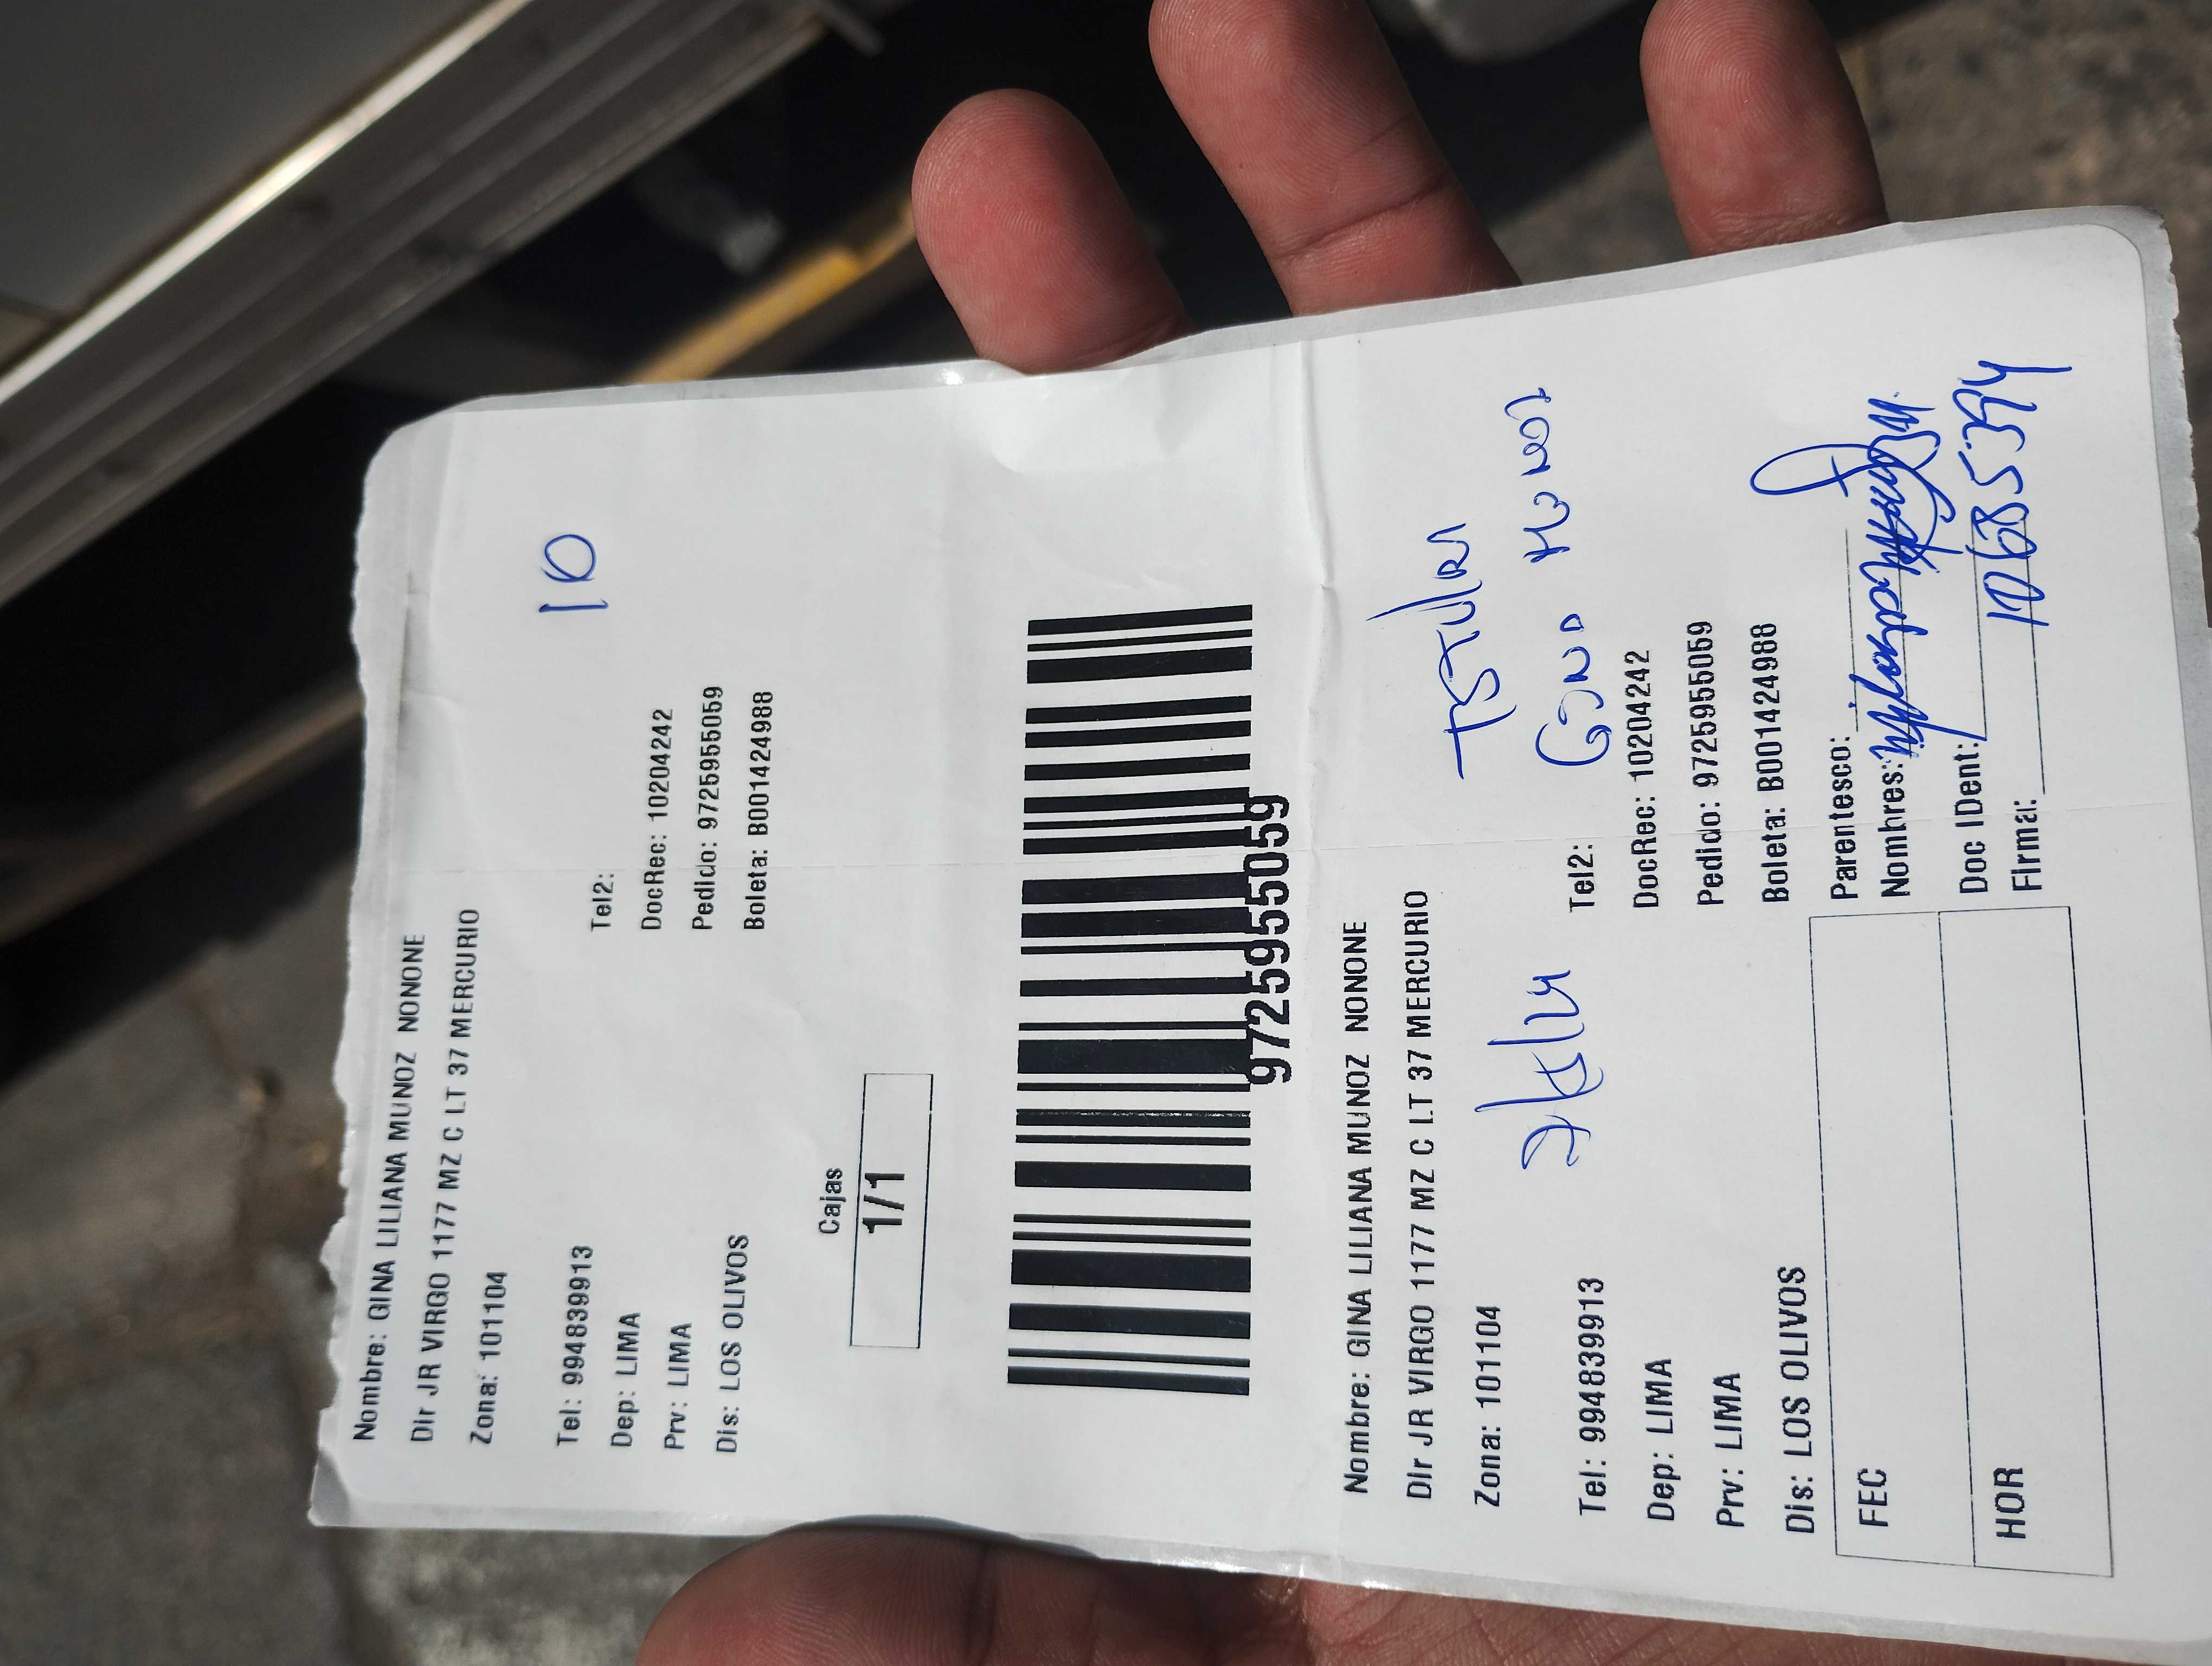 Nombre: GINA LILIANA MUNOZ NONONE
Dir JR VIRGO 1177 MZ C LT 37 MERCURIO
Zona: 101104
10
Tel: 994839913 Tel2:
Dep: LIMA DocRec: 10204242
Prv: LIMA Pedido: 9725955059
Dis: LOS OLIVOS Boleta: B001424988
Cajas
1/1
9725955059
Nombre: GINA LILIANA MUNOZ NONONE
Dir JR VIRGO 1177 MZ C LT 37 MERCURIO
Zona: 101104
Tel: 994839913 Tel2:
Dep: LIMA DocRec: 10204242
Prv: LIMA Pedido: 9725955059
Dis: LOS OLIVOS Boleta: B001424988
FEC Parentesco:
Nombres:
HOR Doc IDent:
Firma: